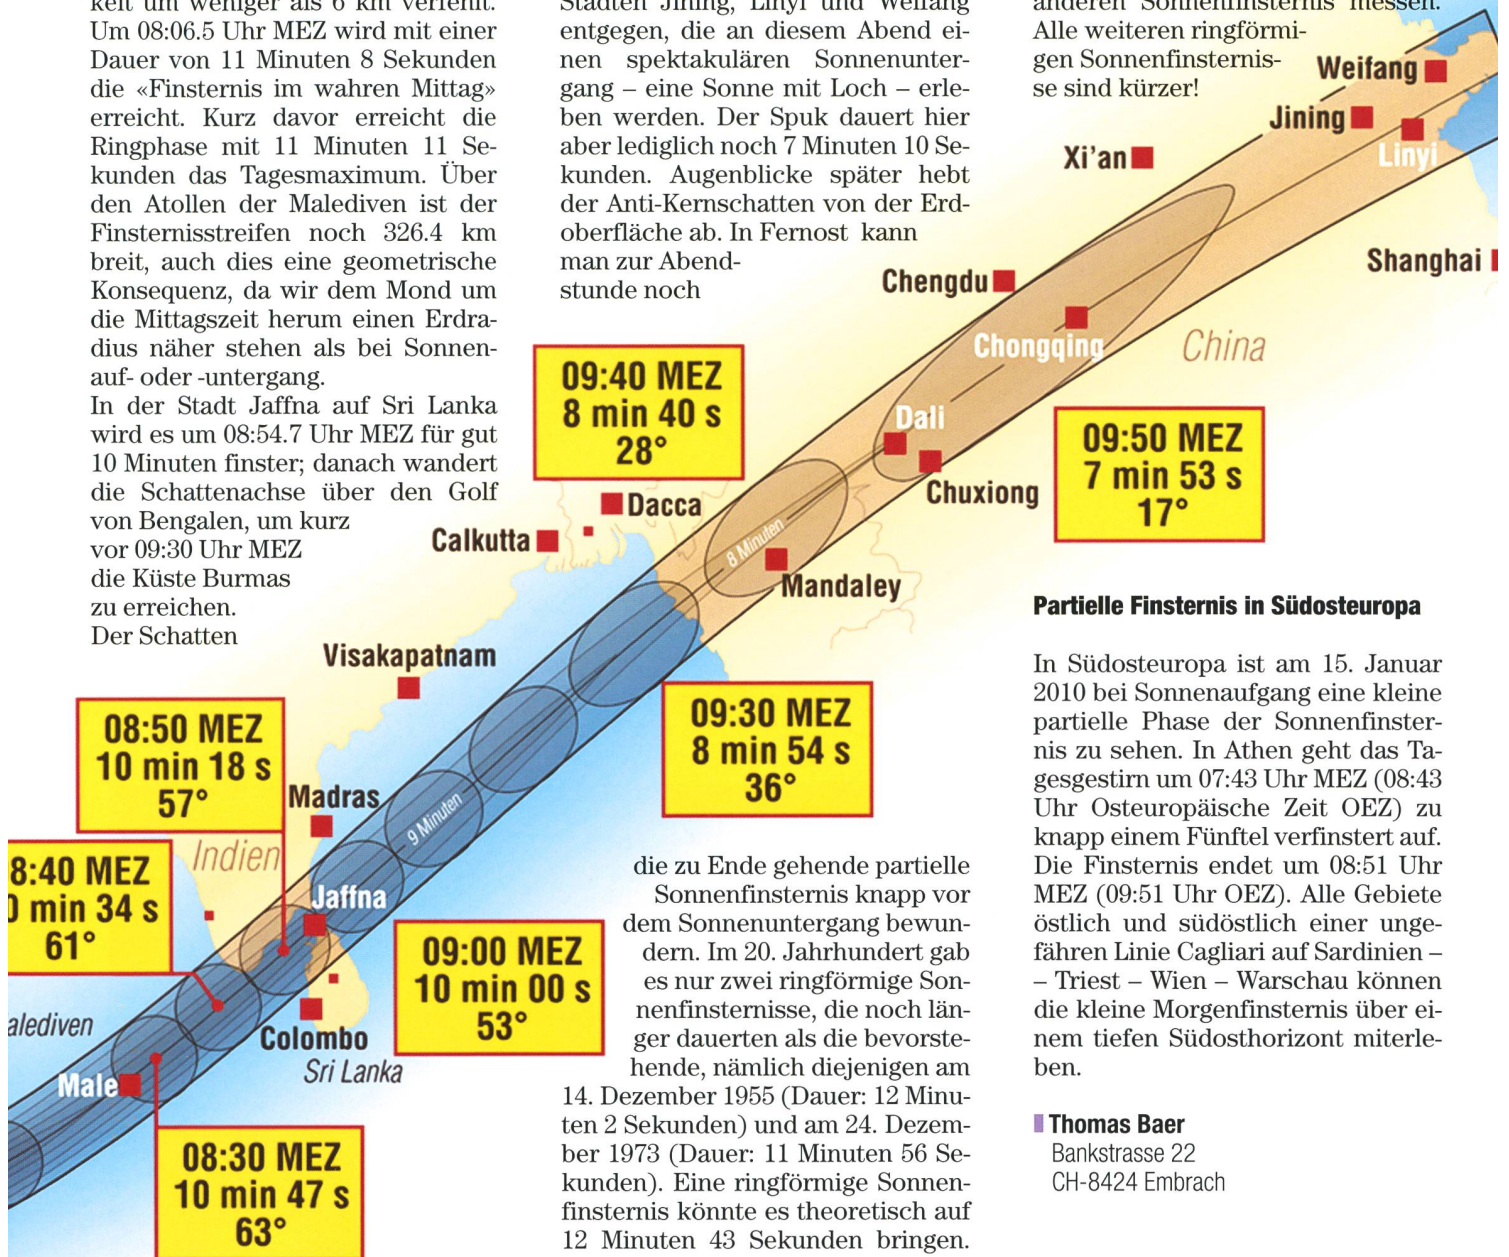 keit um weniger als 6 km verfehlt.
Um 08:06.5 Uhr MEZ wird mit einer
Dauer von 11 Minuten 8 Sekunden
die «Finsternis im wahren Mittag»
erreicht. Kurz davor erreicht die
Ringphase mit 11 Minuten 11 Se-
kunden das Tagesmaximum. Über
den Atollen der Malediven ist der
Finsternisstreifen noch 326.4 km
breit, auch dies eine geometrische
Konsequenz, da wir dem Mond um
die Mittagszeit herum einen Erdra-
dius näher stehen als bei Sonnen-
auf- oder -untergang.
In der Stadt Jaffna auf Sri Lanka
wird es um 08:54.7 Uhr MEZ für gut
10 Minuten finster; danach wandert
die Schattenachse über den Golf
von Bengalen, um kurz
vor 09:30 Uhr MEZ
die Küste Burmas
zu erreichen.
Der Schatten
Städten Jining, Linyi und Weifang
entgegen, die an diesem Abend ei-
nen spektakulären Sonnenunter-
gang – eine Sonne mit Loch – erle-
ben werden. Der Spuk dauert hier
aber lediglich noch 7 Minuten 10 Se-
kunden. Augenblicke später hebt
der Anti-Kernschatten von der Erd-
oberfläche ab. In Fernost kann
man zur Abend-
stunde noch
die zu Ende gehende partielle
Sonnenfinsternis knapp vor
dem Sonnenuntergang bewun-
dern. Im 20. Jahrhundert gab
es nur zwei ringförmige Son-
nenfinsternisse, die noch län-
ger dauerten als die bevorste-
hende, nämlich diejenigen am
14. Dezember 1955 (Dauer: 12 Minu-
ten 2 Sekunden) und am 24. Dezem-
ber 1973 (Dauer: 11 Minuten 56 Se-
kunden). Eine ringförmige Sonnen-
finsternis könnte es theoretisch auf
12 Minuten 43 Sekunden bringen.
anderen Sonnenfinsternis messen.
Alle weiteren ringförmi-
gen Sonnenfinsternis-
se sind kürzer!
Weifang
Jining
Linyi
Xi'an
Shanghai
Chengdu
Chongqing
China
Dali
Chuxiong
09:40 MEZ
8 min 40 s
28°
09:50 MEZ
7 min 53 s
17°
Dacca
Calkutta
8 Minuten
Mandaley
Visakapatnam
09:30 MEZ
8 min 54 s
36°
08:50 MEZ
10 min 18 s
57°
Madras
9 Minuten
Indien
8:40 MEZ
0 min 34 s
61°
Jaffna
09:00 MEZ
10 min 00 s
53°
alediven
Colombo
Sri Lanka
Male
08:30 MEZ
10 min 47 s
63°
Partielle Finsternis in Südosteuropa
In Südosteuropa ist am 15. Januar
2010 bei Sonnenaufgang eine kleine
partielle Phase der Sonnenfinster-
nis zu sehen. In Athen geht das Ta-
gesgestirn um 07:43 Uhr MEZ (08:43
Uhr Osteuropäische Zeit OEZ) zu
knapp einem Fünftel verfinstert auf.
Die Finsternis endet um 08:51 Uhr
MEZ (09:51 Uhr OEZ). Alle Gebiete
östlich und südöstlich einer unge-
fähren Linie Cagliari auf Sardinien –
– Triest – Wien – Warschau können
die kleine Morgenfinsternis über ei-
nem tiefen Südosthorizont miterle-
ben.
Thomas Baer
Bankstrasse 22
CH-8424 Embrach